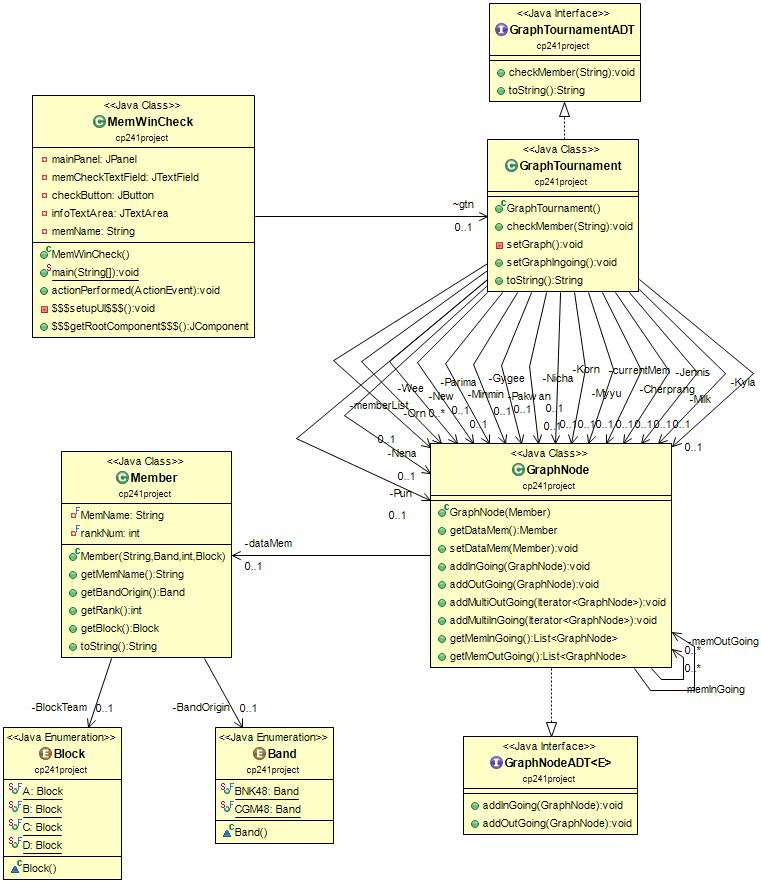 <<Java Interface>>
GraphTournamentADT
cp241project
checkMember(String):void
toString():String
<<Java Class>>
MemWinCheck
cp241project
mainPanel: JPanel
memCheckTextField: JTextField
checkButton: JButton
infoTextArea: JTextArea
memName: String
MemWinCheck()
main(String[]):void
actionPerformed(ActionEvent):void
$$$setupUI$$$():void
$$$getRootComponent$$$():JComponent
~gtn
0..1
<<Java Class>>
GraphTournament
cp241project
GraphTournament()
checkMember(String):void
setGraph():void
setGraphIngoing():void
toString():String
-Wee
-Parima
-Gygee
-Nicha
-Korn
-currentMem
-Jennis
-Kyla
-New
-Minmin
-Pakwan
-Myyu
-Cherprang
-Milk
-memberList
-Orn
0..*
0..1
0..1
0..1
0..1
0..1
0..1
0..1
0..1
0..1
0..1
0..1
0..1
0..1
0..1
-Nena
0..1
-Pun
0..1
<<Java Class>>
GraphNode
cp241project
GraphNode(Member)
getDataMem():Member
setDataMem(Member):void
addInGoing(GraphNode):void
addOutGoing(GraphNode):void
addMultiOutGoing(Iterator<GraphNode>):void
addMultiInGoing(Iterator<GraphNode>):void
getMemInGoing():List<GraphNode>
getMemOutGoing():List<GraphNode>
-memOutGoing
0..*
0..*
-memInGoing
<<Java Class>>
Member
cp241project
MemName: String
rankNum: int
Member(String,Band,int,Block)
getMemName():String
getBandOrigin():Band
getRank():int
getBlock():Block
toString():String
-dataMem
0..1
-BlockTeam
0..1
-BandOrigin
0..1
<<Java Enumeration>>
Block
cp241project
A: Block
B: Block
C: Block
D: Block
Block()
<<Java Enumeration>>
Band
cp241project
BNK48: Band
CGM48: Band
Band()
<<Java Interface>>
GraphNodeADT<E>
cp241project
addInGoing(GraphNode):void
addOutGoing(GraphNode):void